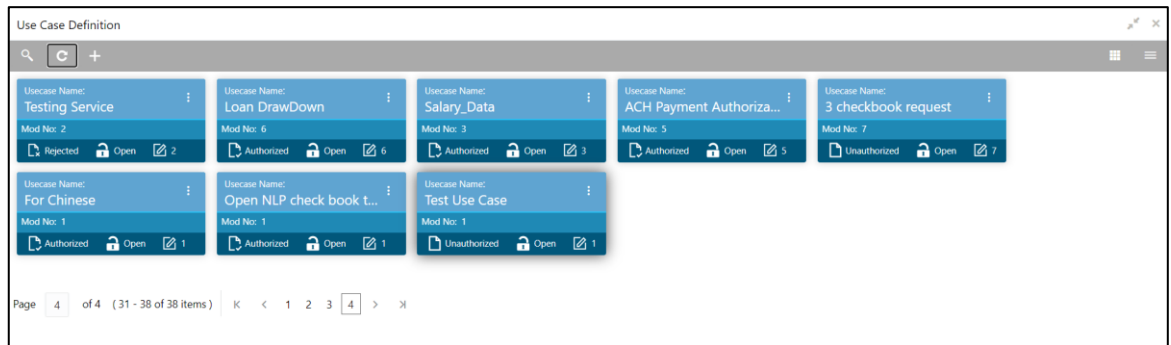 Use Case Definition
Usecase Name:
Testing Service
Mod No: 2
Rejected Open 2
Usecase Name:
Loan DrawDown
Mod No: 6
Authorized Open 6
Usecase Name:
Salary_Data
Mod No: 3
Authorized Open 3
Usecase Name:
ACH Payment Authoriza...
Mod No: 5
Authorized Open 5
Usecase Name:
3 checkbook request
Mod No: 7
Unauthorized Open 7
Usecase Name:
For Chinese
Mod No: 1
Authorized Open 1
Usecase Name:
Open NLP check book t...
Mod No: 1
Authorized Open 1
Usecase Name:
Test Use Case
Mod No: 1
Unauthorized Open 1
Page 4 of 4 ( 31 - 38 of 38 items ) 1 2 3 4